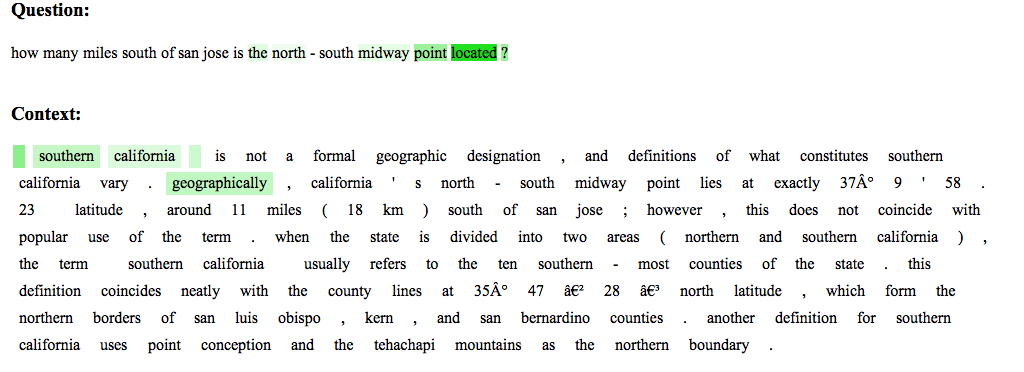 Question:
how many miles south of san jose is the north - south midway point located ?
Context:
southern california is not a formal geographic designation , and definitions of what constitutes southern
california vary . geographically , california ' s north - south midway point lies at exactly 37Â° 9 ' 58 .
23 latitude , around 11 miles ( 18 km ) south of san jose ; however , this does not coincide with
popular use of the term . when the state is divided into two areas ( northern and southern california ) ,
the term southern california usually refers to the ten southern - most counties of the state . this
definition coincides neatly with the county lines at 35Â° 47 â€² 28 â€³ north latitude , which form the
northern borders of san luis obispo , kern , and san bernardino counties . another definition for southern
california uses point conception and the tehachapi mountains as the northern boundary .